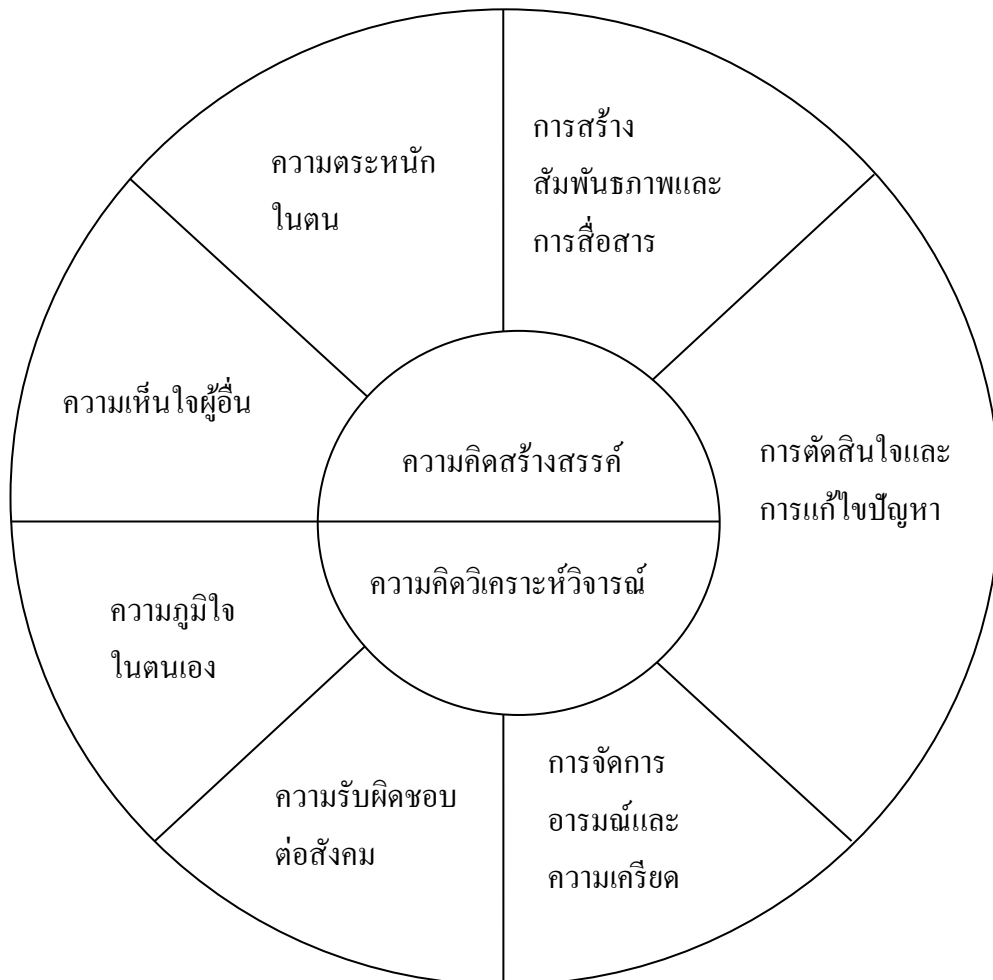 การสร้าง
สัมพันธภาพและ
การสื่อสาร
ความตระหนัก
ในตน
ความเห็นใจผู้อื่น
ความคิดสร้างสรรค์
การตัดสินใจและ
การแก้ไขปัญหา
ความคิดวิเคราะห์วิจารณ์
ความภูมิใจ
ในตนเอง
ความรับผิดชอบ
ต่อสังคม
การจัดการ
อารมณ์และ
ความเครียด